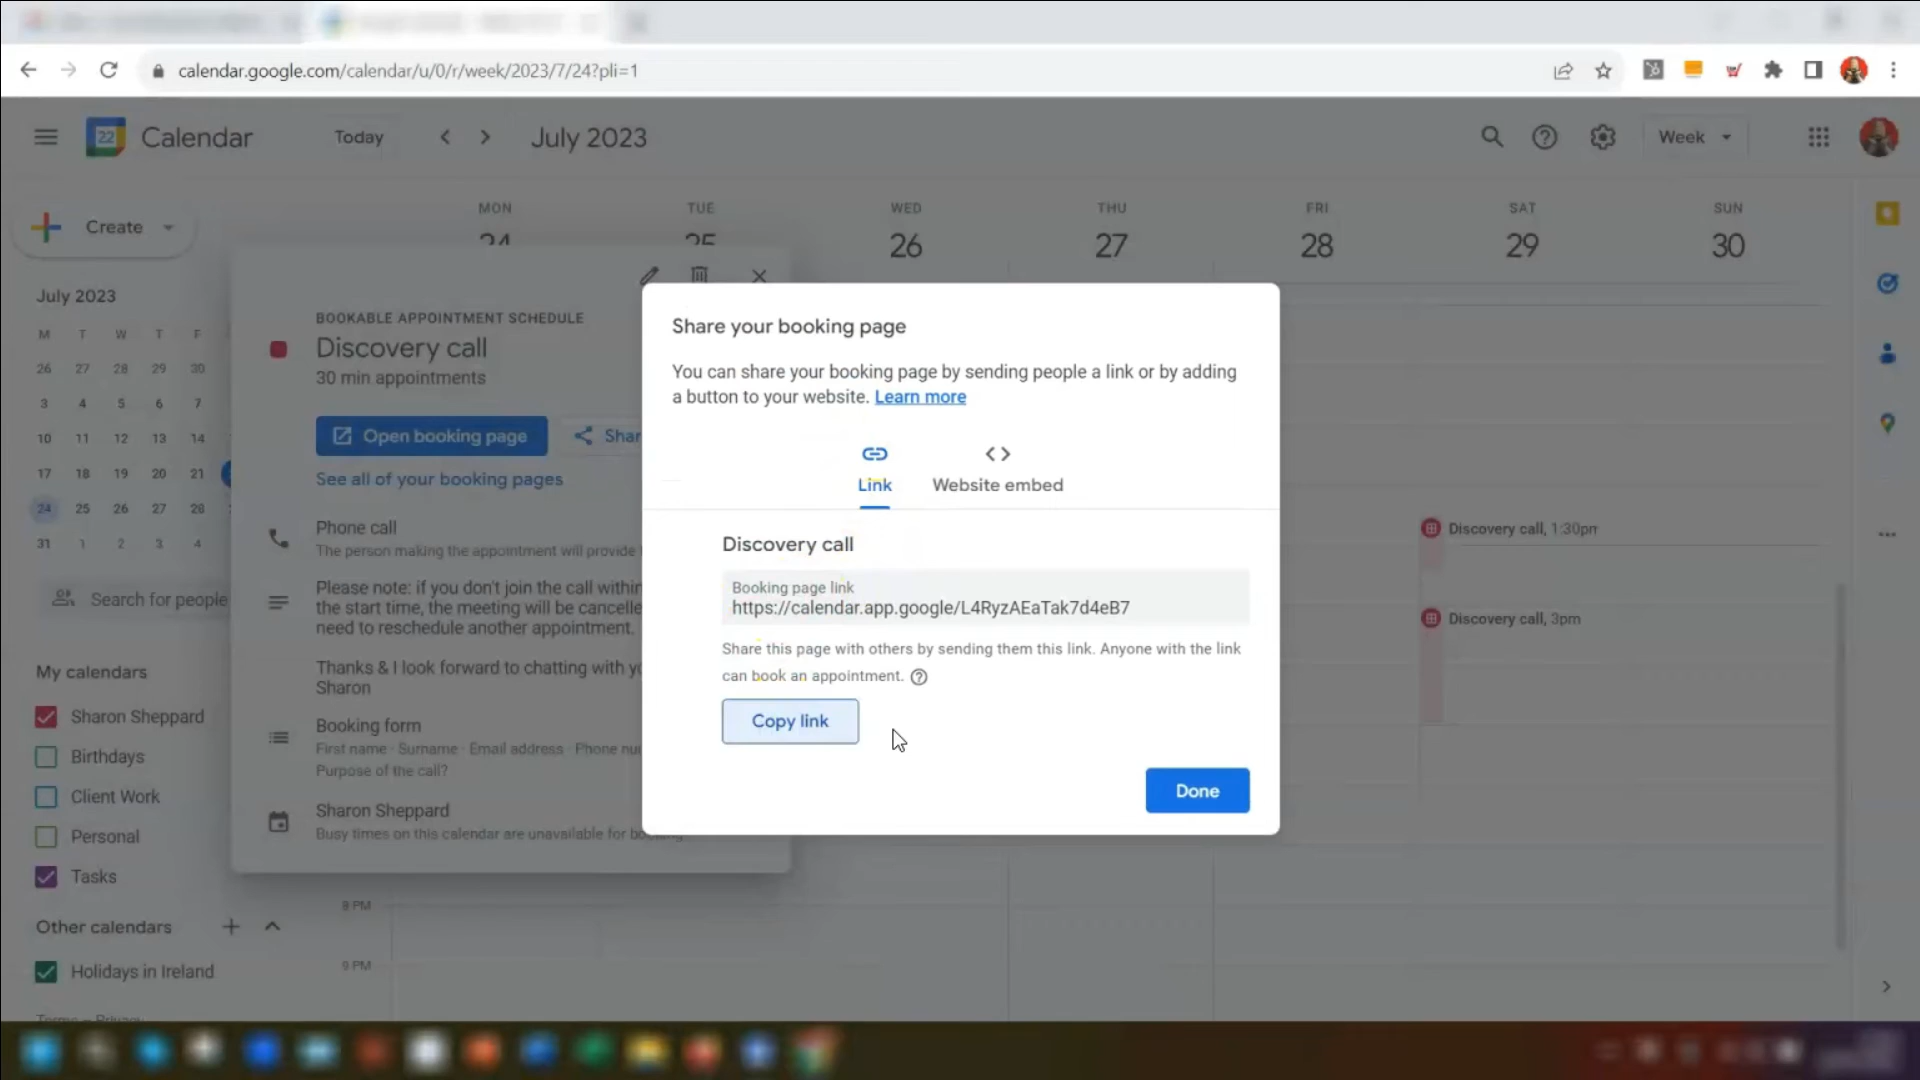 calendar.google.com/calendar/u/0/r/week/2023/7/24?pli=1
22 Calendar
Today
July 2023
Week
Create
MON TUE WED THU FRI SAT SUN
24 25 26 27 28 29 30
July 2023
M T W T F
26 27 28 29 30
3 4 5 6 7
10 11 12 13 14
17 18 19 20 21
24 25 26 27 28
31 1 2 3 4
Search for people
My calendars
Sharon Sheppard
Birthdays
Client Work
Personal
Tasks
Other calendars
Holidays in Ireland
Terms – Privacy
BOOKABLE APPOINTMENT SCHEDULE
Discovery call
30 min appointments
Open booking page
Shar
See all of your booking pages
Phone call
The person making the appointment will provide
Please note: if you don't join the call within
the start time, the meeting will be cancelle
need to reschedule another appointment.
Thanks & I look forward to chatting with yo
Sharon
Booking form
First name · Surname · Email address · Phone nu
Purpose of the call?
Sharon Sheppard
Busy times on this calendar are unavailable for
8 PM
9 PM
Share your booking page
You can share your booking page by sending people a link or by adding
a button to your website. Learn more
Link
Website embed
Discovery call
Booking page link
https://calendar.app.google/L4RyzAEaTak7d4eB7
Share this page with others by sending them this link. Anyone with the link
can book an appointment.
Copy link
Done
Discovery call, 1:30pm
Discovery call, 3pm